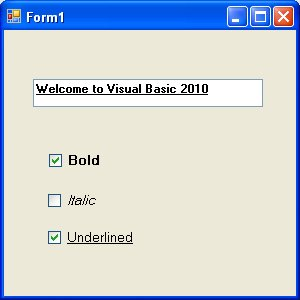 Form1
Welcome to Visual Basic 2010
Bold
Italic
Underlined